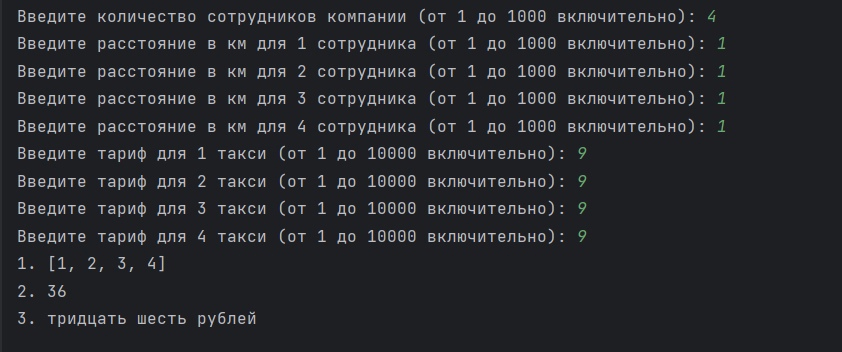 Введите количество сотрудников компании (от 1 до 1000 включительно): 4
Введите расстояние в км для 1 сотрудника (от 1 до 1000 включительно): 1
Введите расстояние в км для 2 сотрудника (от 1 до 1000 включительно): 1
Введите расстояние в км для 3 сотрудника (от 1 до 1000 включительно): 1
Введите расстояние в км для 4 сотрудника (от 1 до 1000 включительно): 1
Введите тариф для 1 такси (от 1 до 10000 включительно): 9
Введите тариф для 2 такси (от 1 до 10000 включительно): 9
Введите тариф для 3 такси (от 1 до 10000 включительно): 9
Введите тариф для 4 такси (от 1 до 10000 включительно): 9
1. [1, 2, 3, 4]
2. 36
3. тридцать шесть рублей